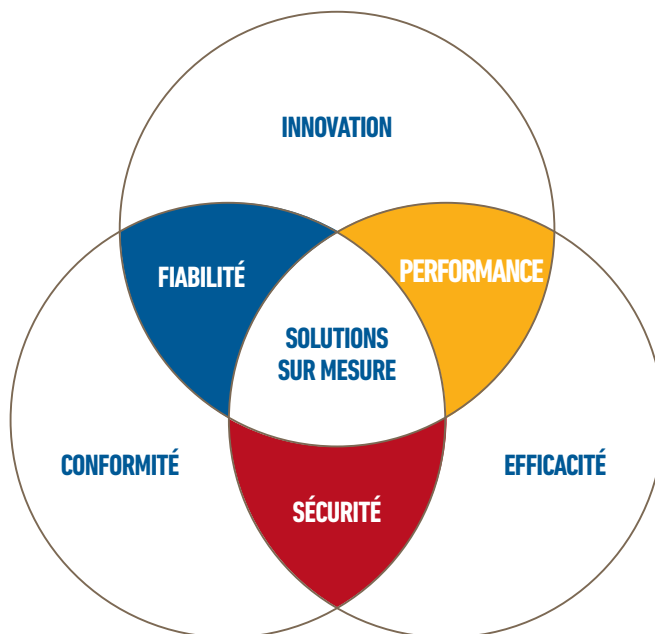 INNOVATION
FIABILITÉ
PERFORMANCE
SOLUTIONS
SUR MESURE
CONFORMITÉ
EFFICACITÉ
SÉCURITÉ